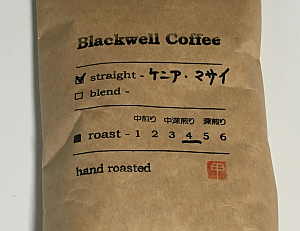 Blackwell Coffee
☑ straight - ケニア・マサイ
☐ blend -
中煎り 中深煎り 深煎り
■ roast - 1 2 3 4 5 6
hand roasted